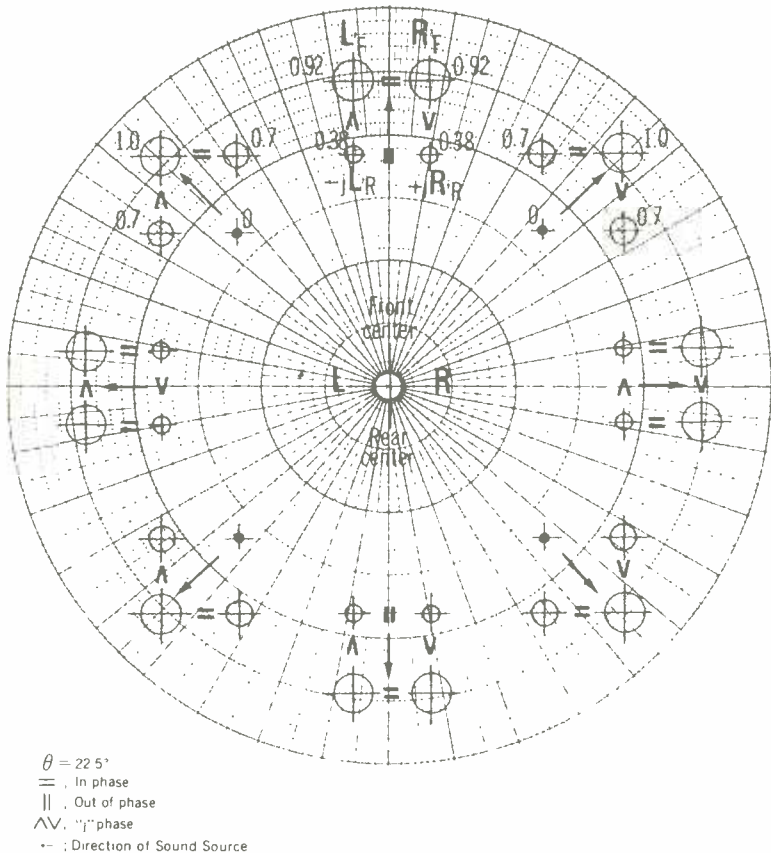 L_F R_F
0.92 = 0.92
1.0 = 0.7 Λ V 0.7 = 1.0
0.38 || 0.38
Λ -jL_R +jR_R V
0.7 0 0 0.7
Front
center
= =
Λ V L R Λ V
= =
Rear
center
Λ V
= || =
Λ V
=
θ = 22.5°
= , In phase
|| , Out of phase
ΛV, "j" phase
•– ; Direction of Sound Source